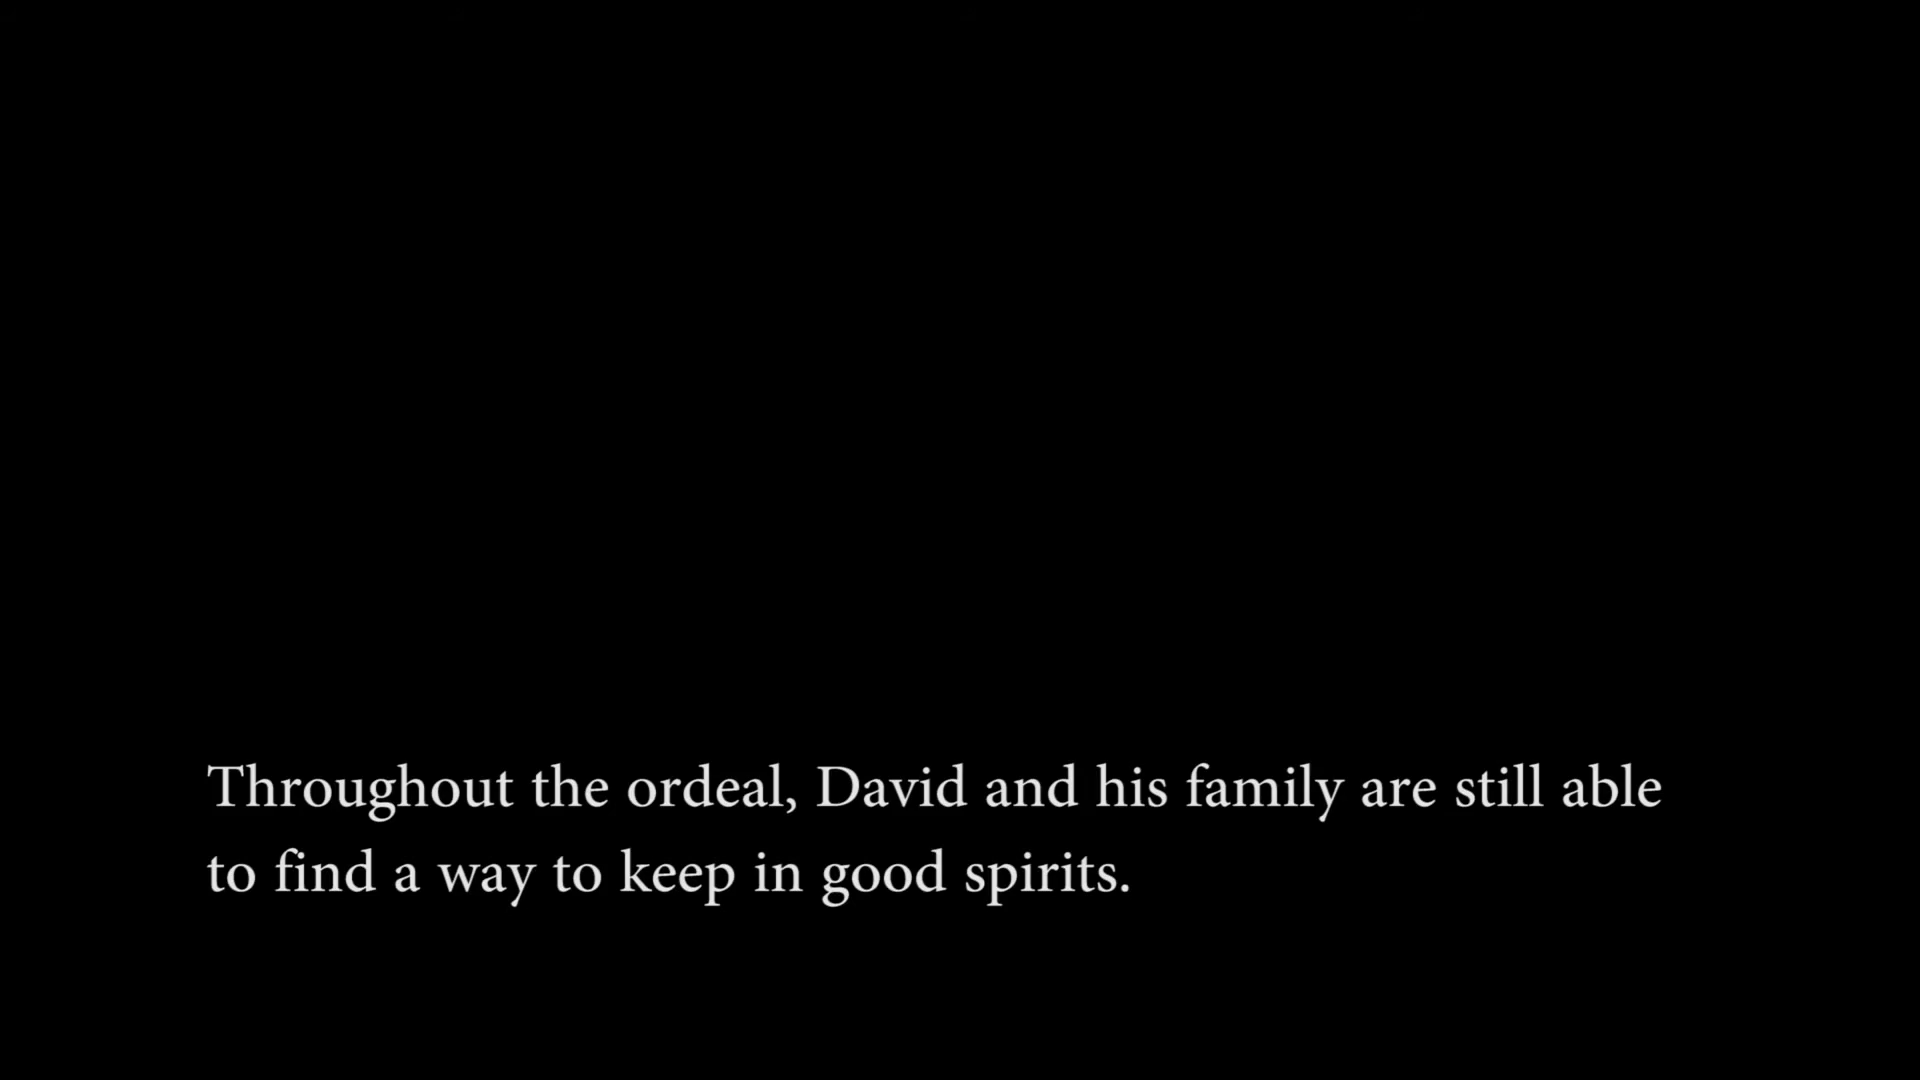 Throughout the ordeal, David and his family are still able
to find a way to keep in good spirits.